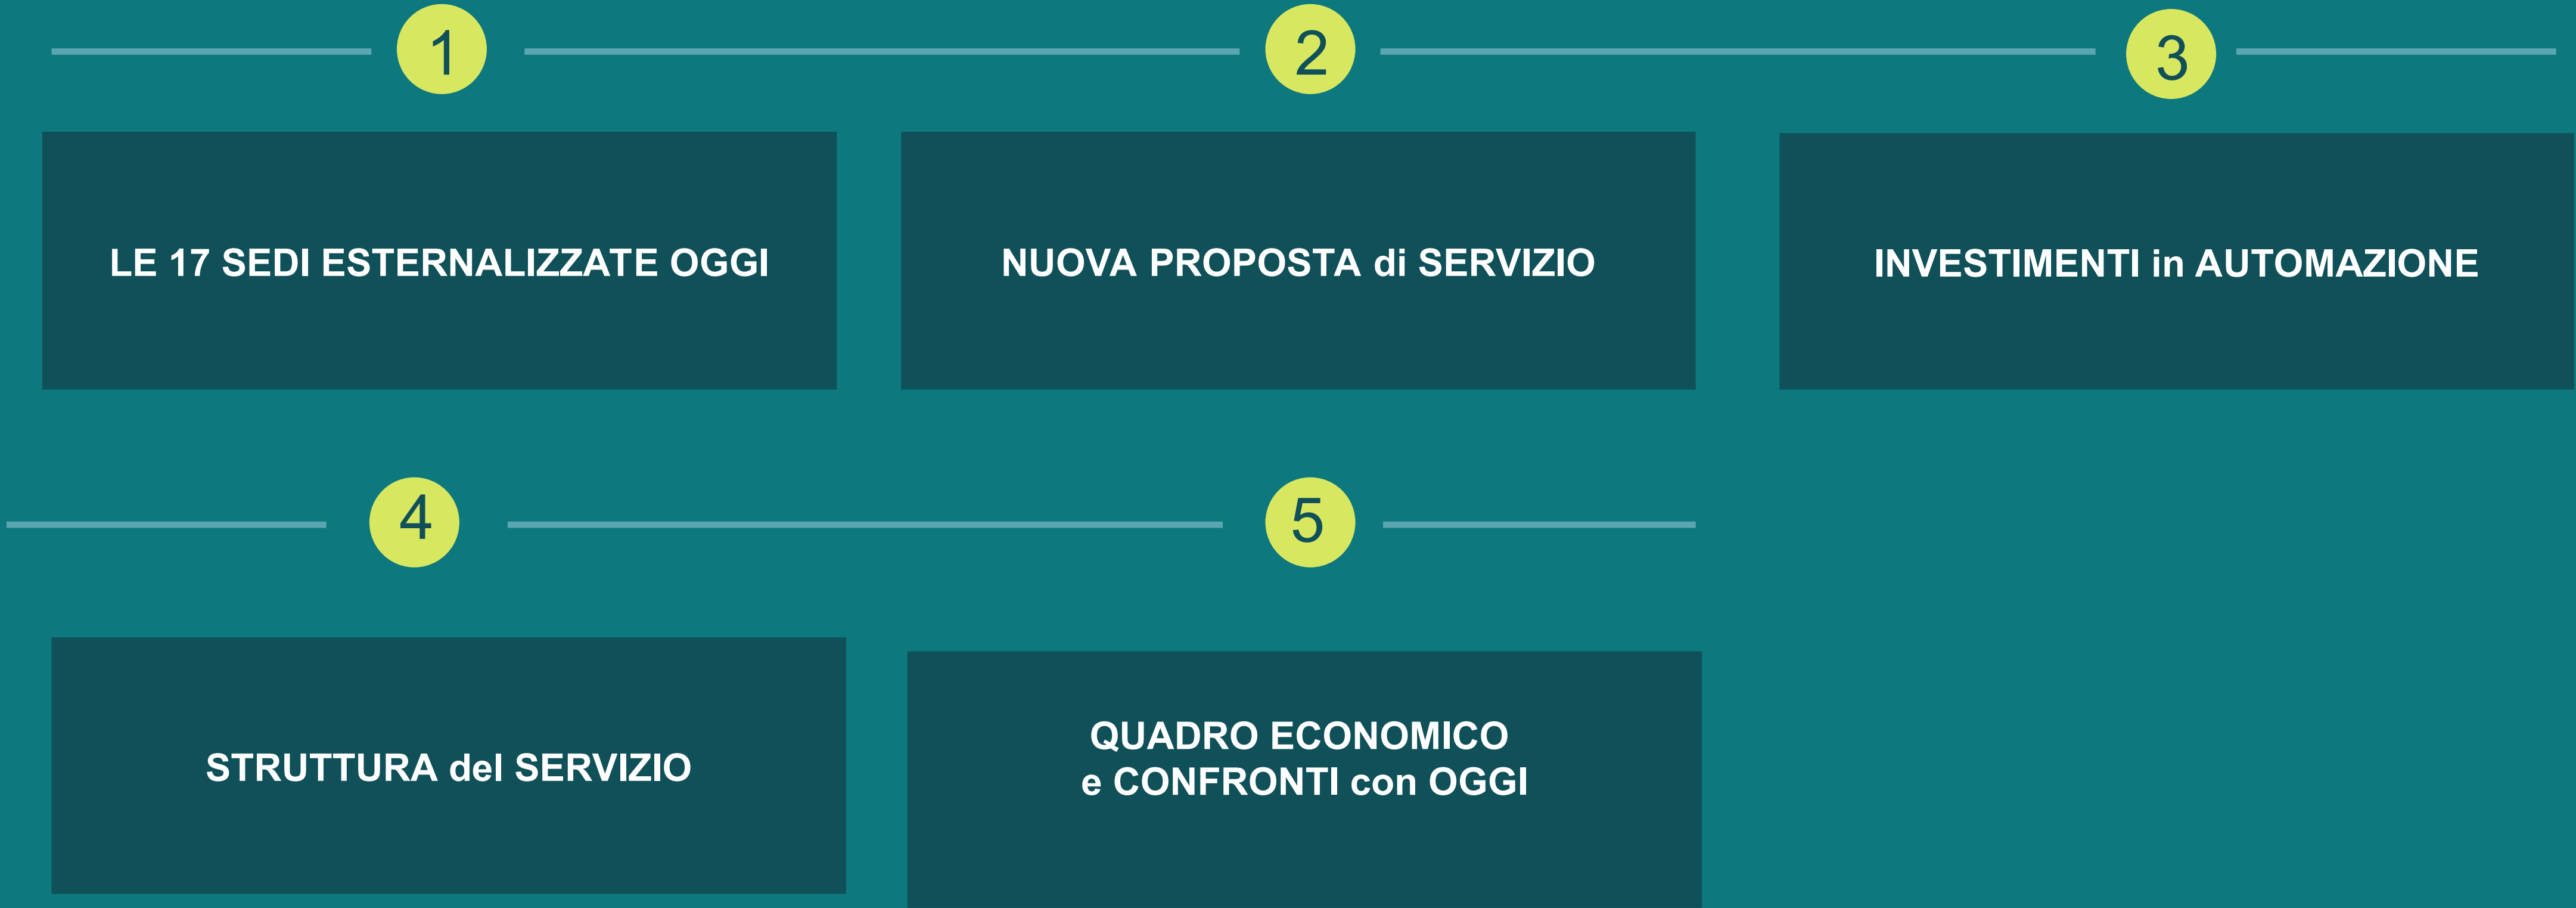 1
2
3
LE 17 SEDI ESTERNALIZZATE OGGI
NUOVA PROPOSTA di SERVIZIO
INVESTIMENTI in AUTOMAZIONE
4
5
STRUTTURA del SERVIZIO
QUADRO ECONOMICO
e CONFRONTI con OGGI